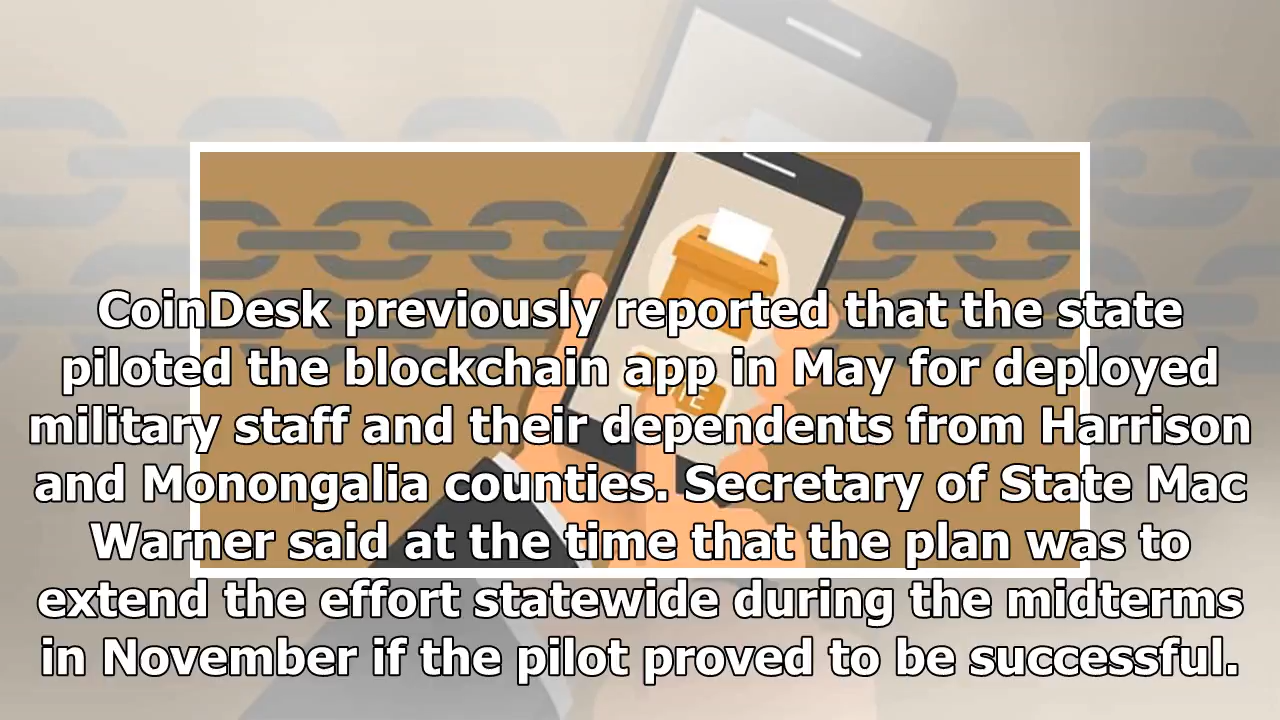 CoinDesk previously reported that the state
piloted the blockchain app in May for deployed
military staff and their dependents from Harrison
and Monongalia counties. Secretary of State Mac
Warner said at the time that the plan was to
extend the effort statewide during the midterms
in November if the pilot proved to be successful.